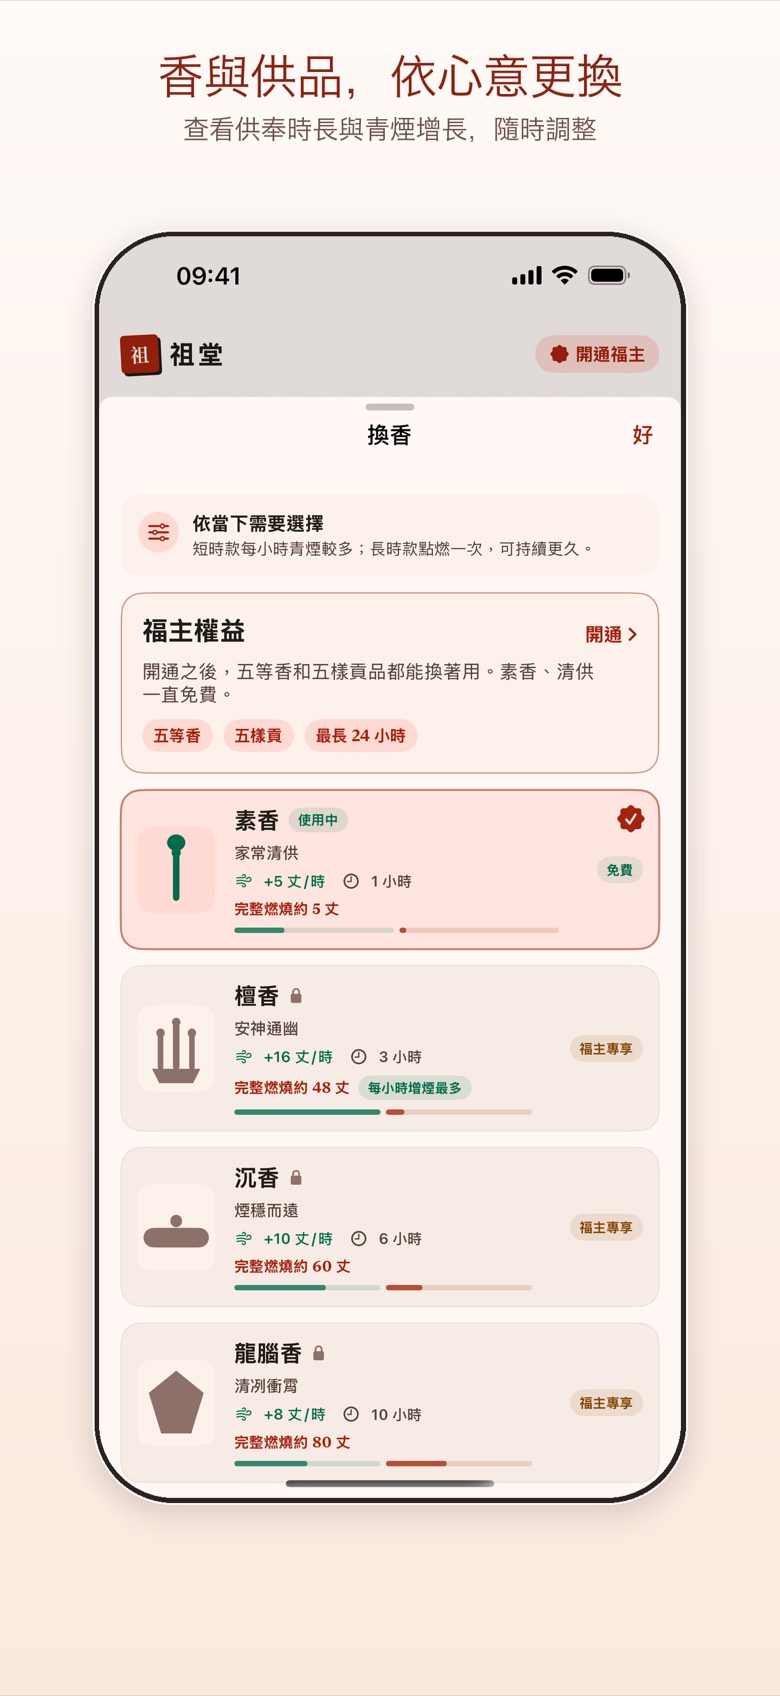 香與供品，依心意更換
查看供奉時長與青煙增長，隨時調整
09:41
祖 祖堂 開通福主
換香 好
依當下需要選擇
短時款每小時青煙較多；長時款點燃一次，可持續更久。
福主權益 開通
開通之後，五等香和五樣貢品都能換著用。素香、清供
一直免費。
五等香 五樣貢 最長 24 小時
素香 使用中
家常清供
+5 丈/時 1 小時
免費
完整燃燒約 5 丈
檀香
安神通幽
福主專享
+16 丈/時 3 小時
完整燃燒約 48 丈 每小時增煙最多
沉香
煙穩而遠
福主專享
+10 丈/時 6 小時
完整燃燒約 60 丈
龍腦香
清冽衝霄
福主專享
+8 丈/時 10 小時
完整燃燒約 80 丈